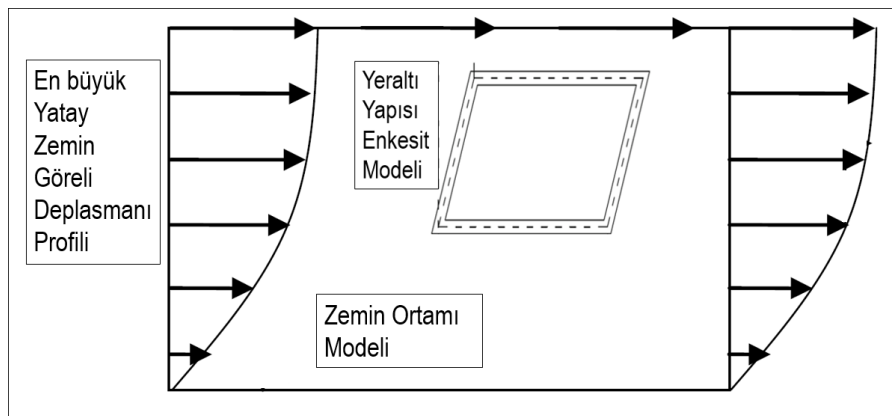 En büyük
Yatay
Zemin
Göreli
Deplasmanı
Profili
Yeraltı
Yapısı
Enkesit
Modeli
Zemin Ortamı
Modeli